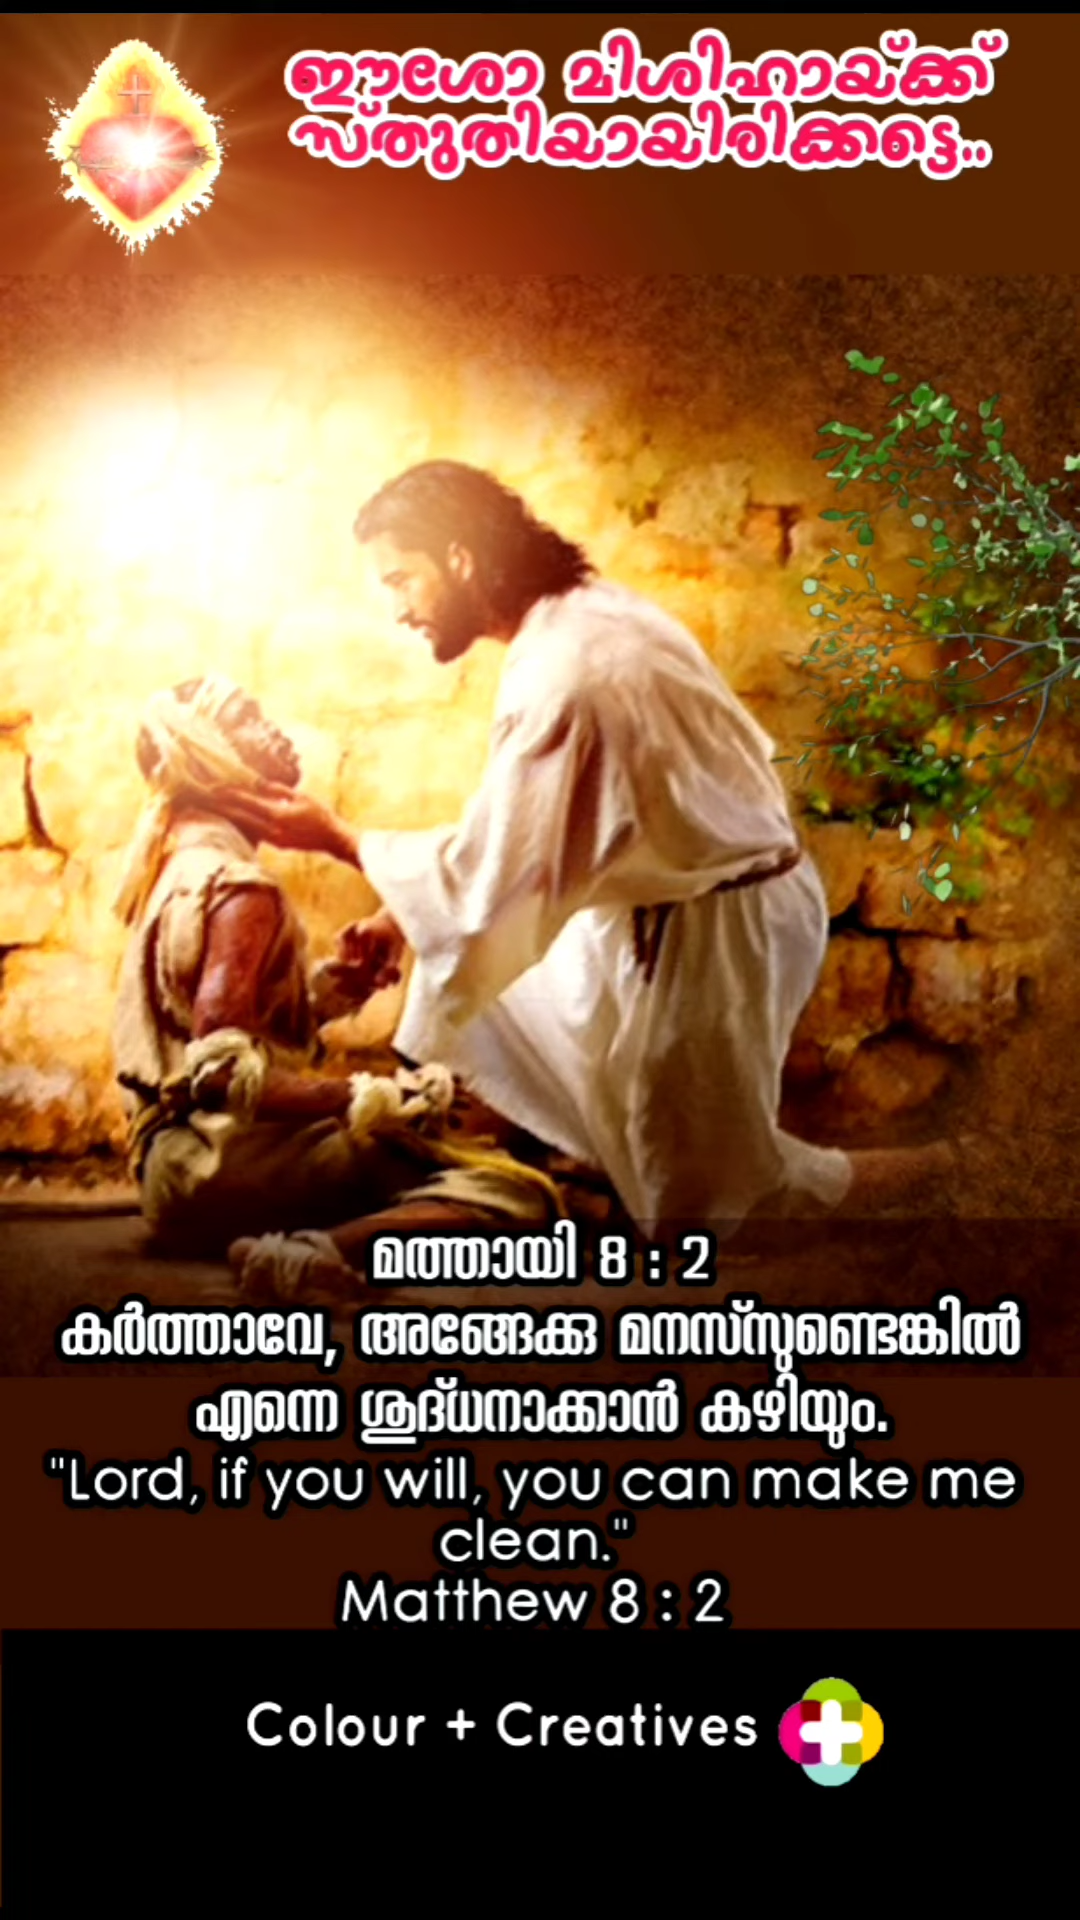 ഈശോ മിശിഹായ്ക്ക്
സ്തുതിയായിരിക്കട്ടെ..
മത്തായി 8 : 2
കർത്താവേ, അങ്ങേക്കു മനസ്സുണ്ടെങ്കിൽ
എന്നെ ശുദ്ധനാക്കാൻ കഴിയും.
"Lord, if you will, you can make me
clean."
Matthew 8 : 2
Colour + Creatives